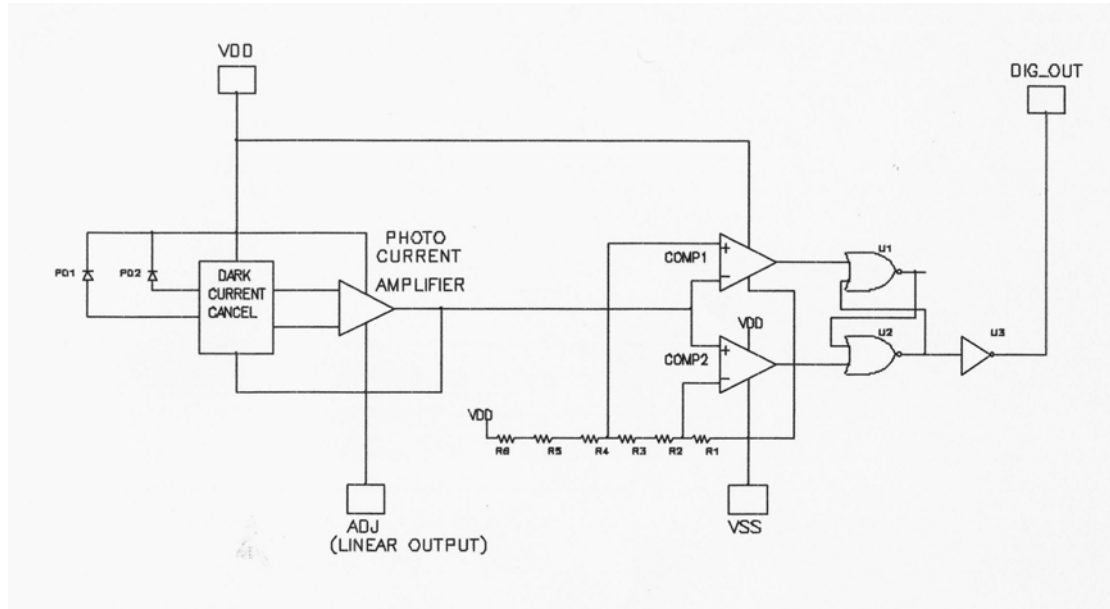 VDD
DIG_OUT
PHOTO
CURRENT
AMPLIFIER
PD1
PD2
DARK
CURRENT
CANCEL
COMP1
+
−
U1
VDD
COMP2
+
−
U2
U3
VDD
R6
R5
R4
R3
R2
R1
ADJ
(LINEAR OUTPUT)
VSS